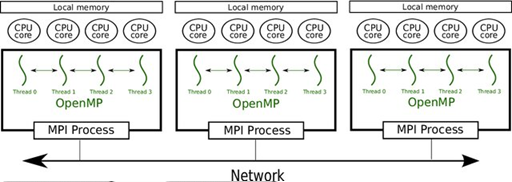 Local memory Local memory Local memory
CPU core CPU core CPU core CPU core CPU core CPU core CPU core CPU core CPU core CPU core CPU core CPU core
Thread 0 Thread 1 Thread 2 Thread 3 Thread 0 Thread 1 Thread 2 Thread 3 Thread 0 Thread 1 Thread 2 Thread 3
OpenMP OpenMP OpenMP
MPI Process MPI Process MPI Process
Network